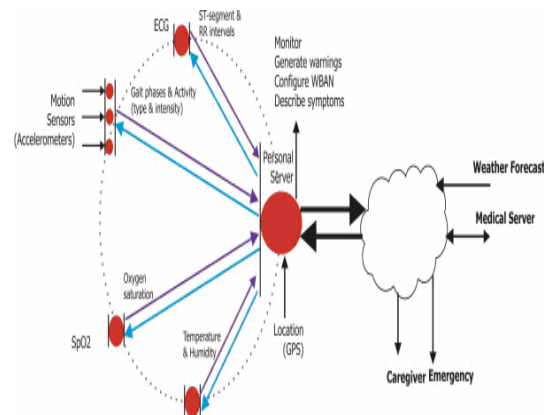 ECG
ST-segment
& RR intervals
Monitor
Generate warnings
Configure WBAN
Describe symptoms
Motion
Sensors
(Accelerometers)
Gait phases & Activity
(type & intensity)
Personal
Server
Weather Forecast
Medical Server
Oxygen
saturation
SpO2
Temperature
& Humidity
Location
(GPS)
Caregiver Emergency